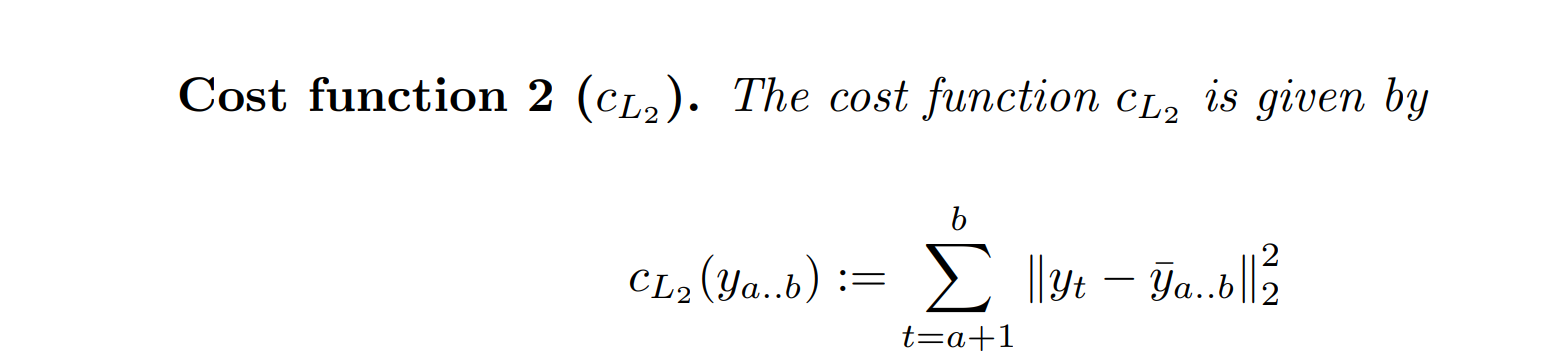 Cost function 2 (c_{L_2}). The cost function c_{L_2} is given by
c_{L_2}(y_{a..b}) := \sum_{t=a+1}^{b} \|y_t - \bar{y}_{a..b}\|_2^2